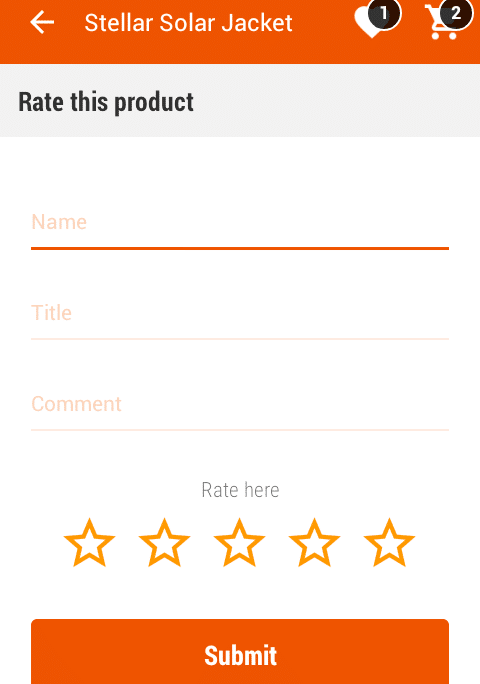 Stellar Solar Jacket
1
2
Rate this product
Name
Title
Comment
Rate here
Submit